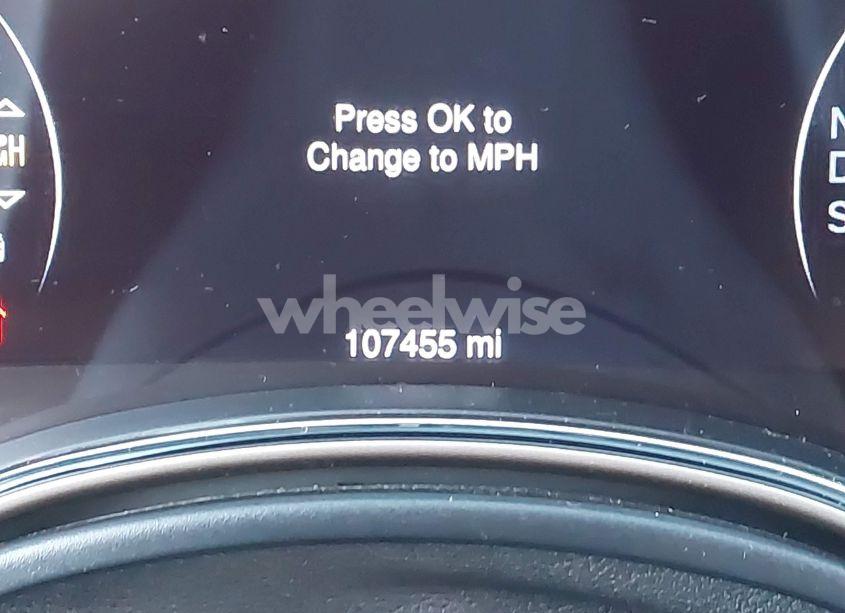 Press OK to
Change to MPH
wheelwise
107455 mi